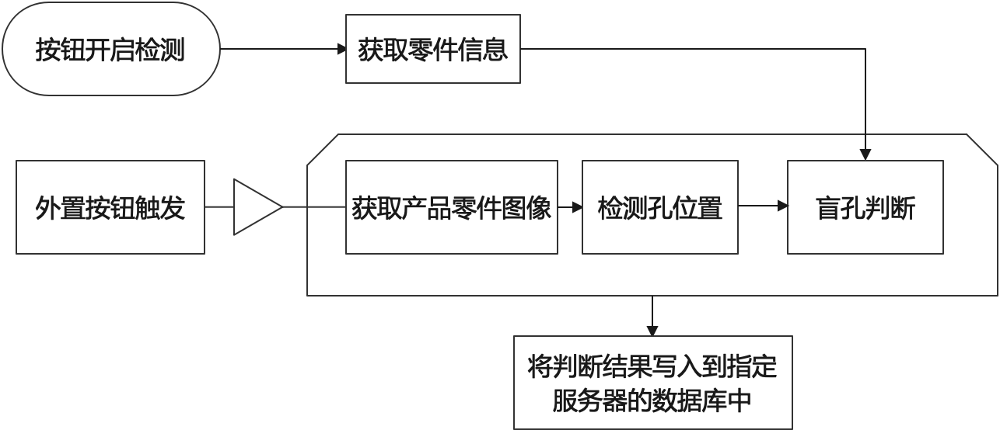 按钮开启检测
获取零件信息
外置按钮触发
获取产品零件图像
检测孔位置
盲孔判断
将判断结果写入到指定
服务器的数据库中